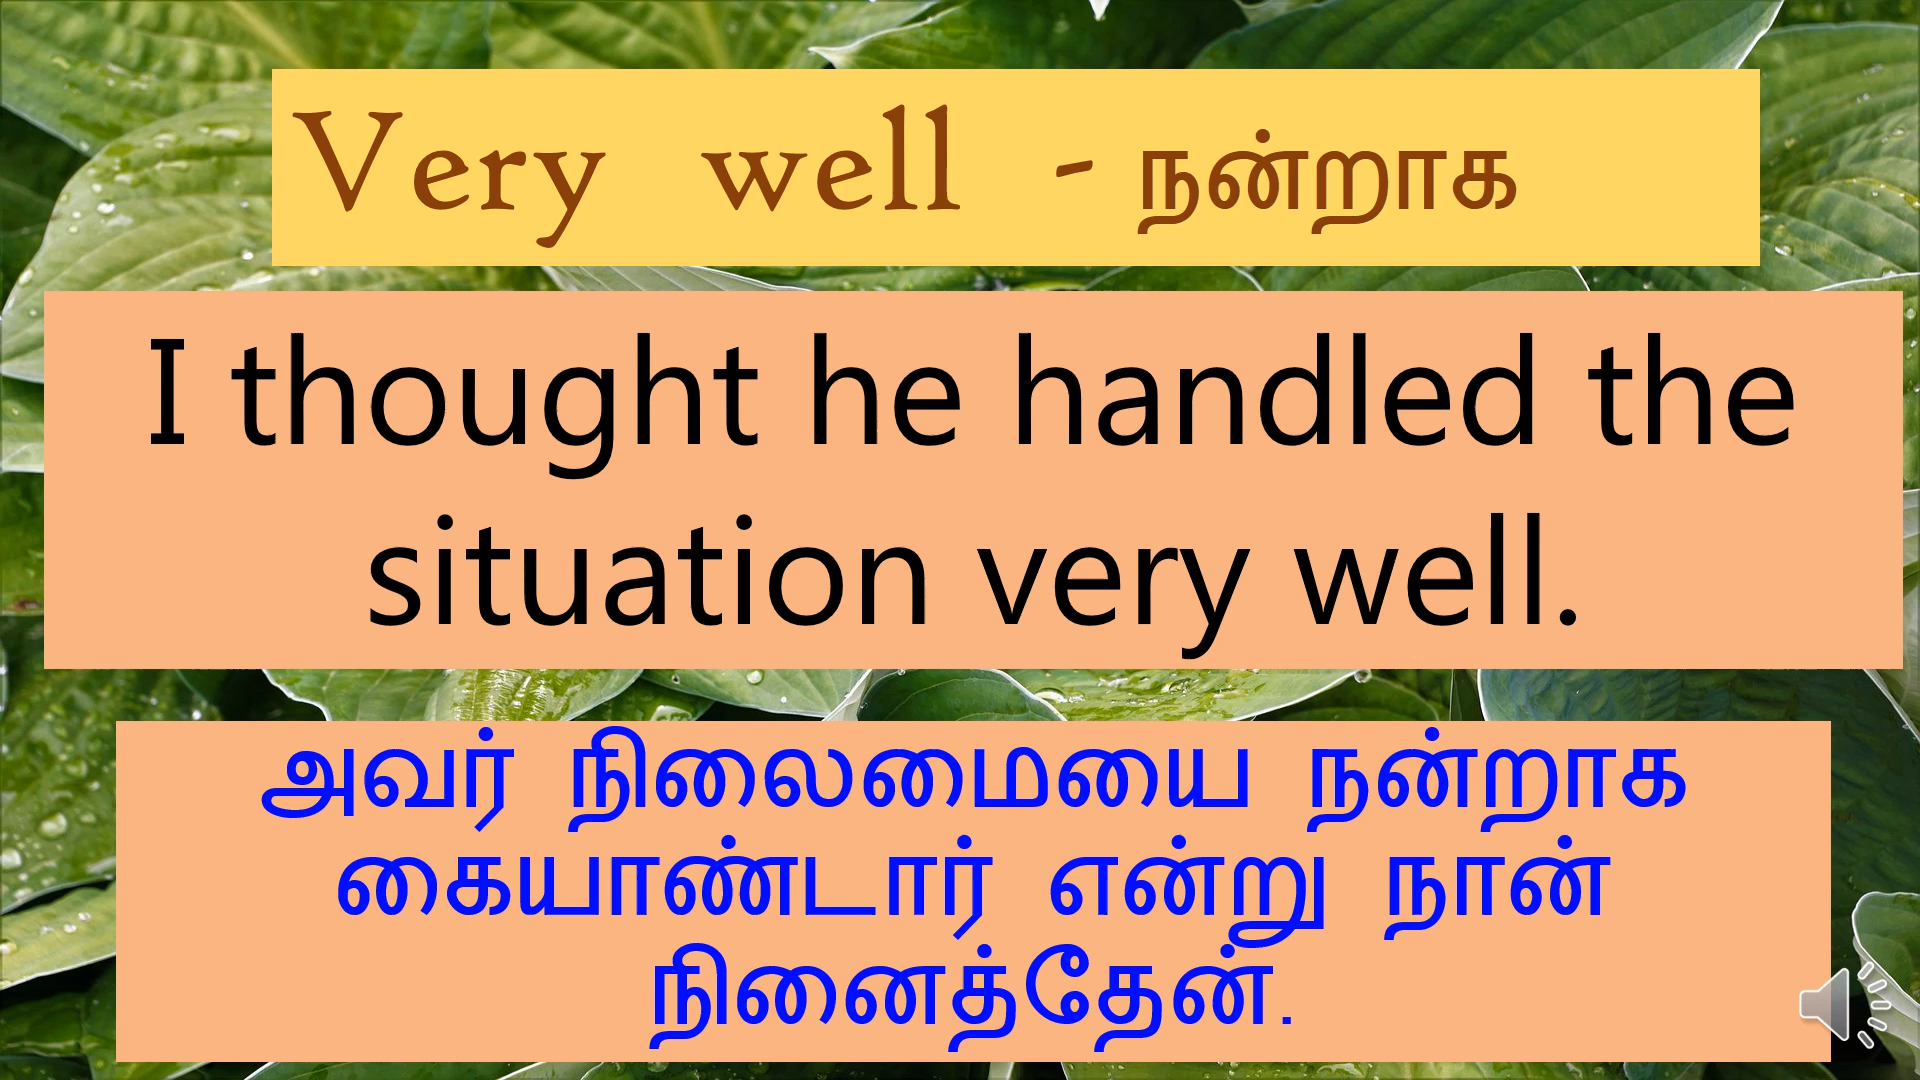 Very well - நன்றாக
I thought he handled the
situation very well.
அவர் நிலைமையை நன்றாக
கையாண்டார் என்று நான்
நினைத்தேன்.